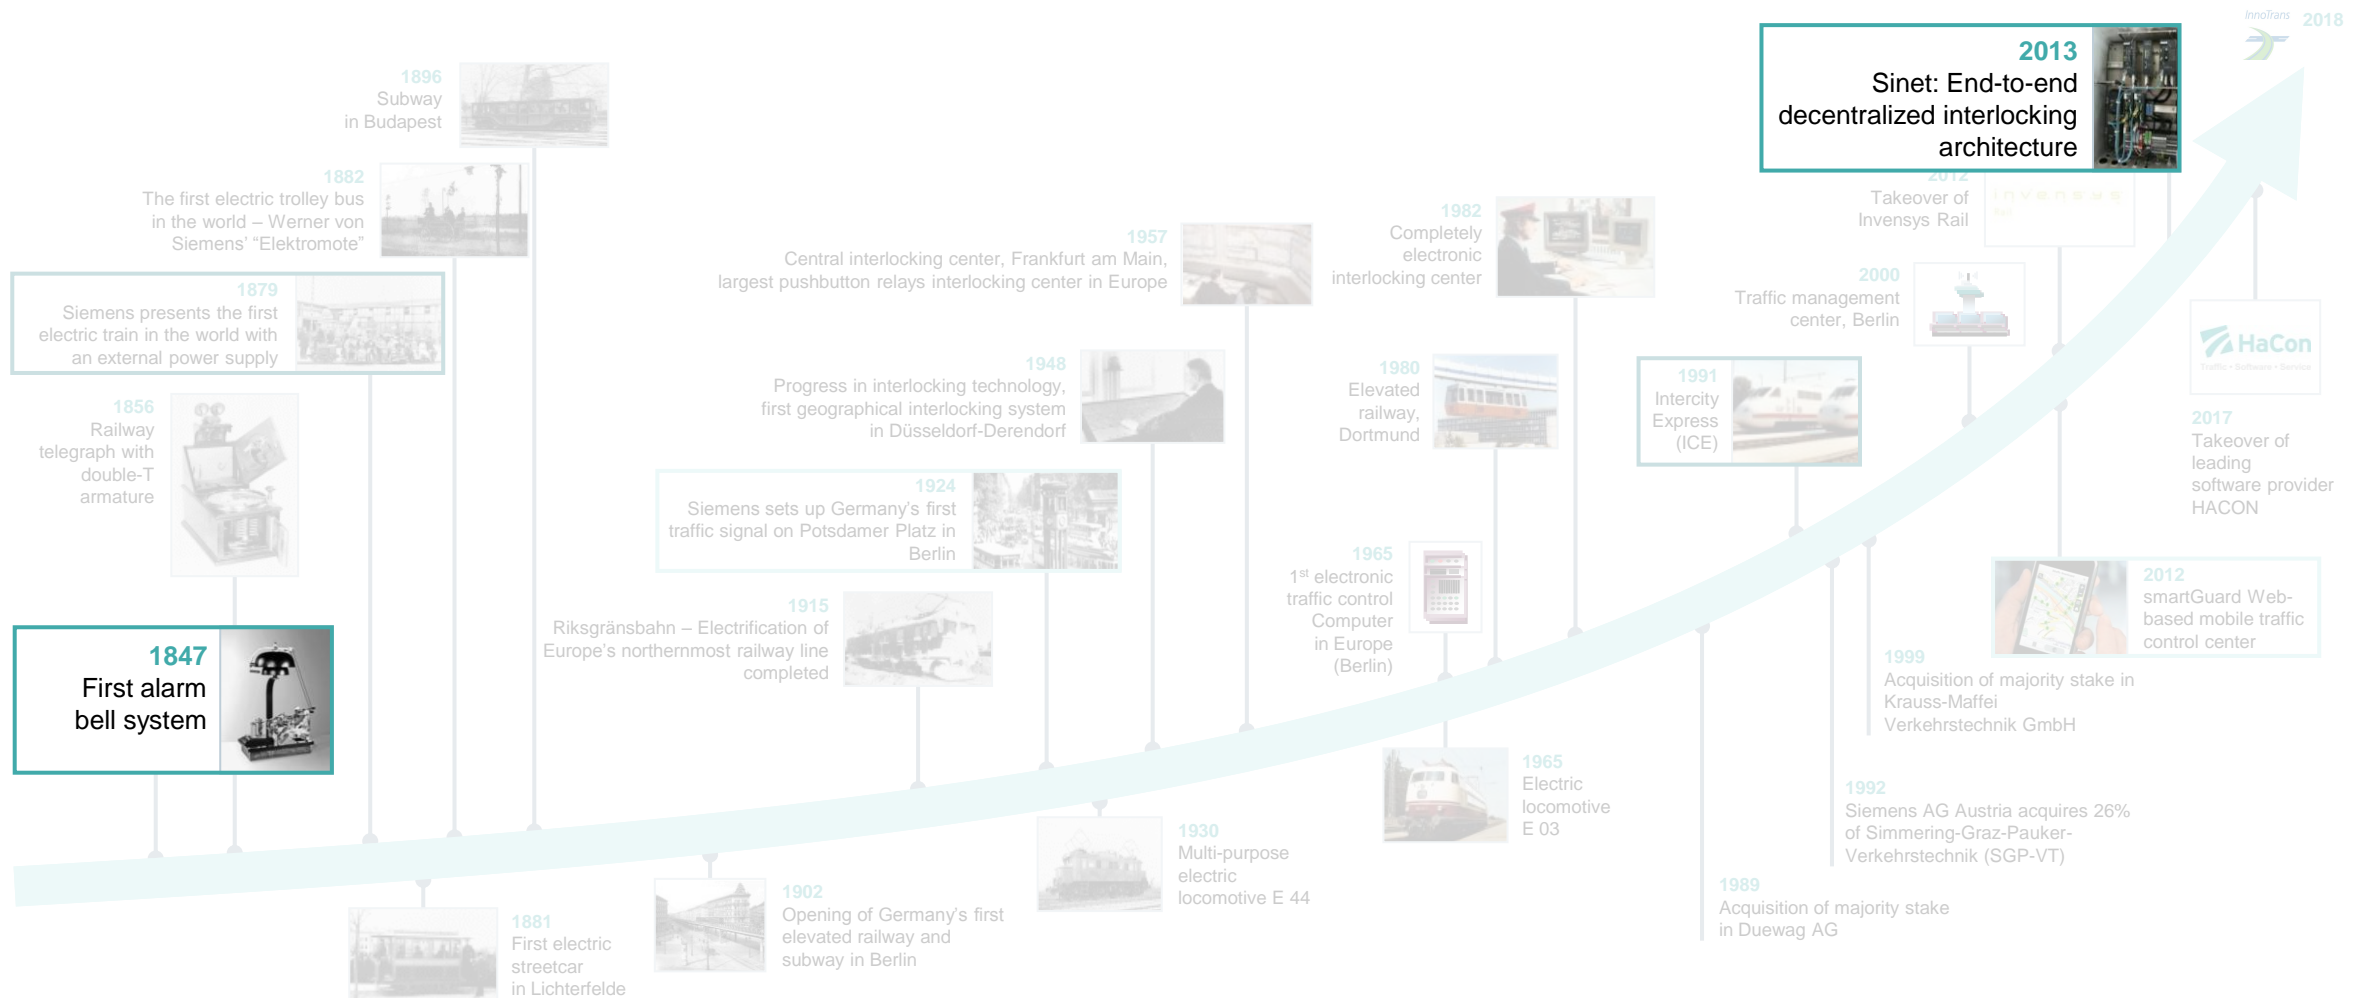 InnoTrans 2018
2013
Sinet: End-to-end
decentralized interlocking
architecture
1896
Subway
in Budapest
1882
The first electric trolley bus
in the world – Werner von
Siemens’ “Elektromote”
2012
Takeover of
Invensys Rail
invensys
Rail
1957
Central interlocking center, Frankfurt am Main,
largest pushbutton relays interlocking center in Europe
1982
Completely
electronic
interlocking center
2000
Traffic management
center, Berlin
1879
Siemens presents the first
electric train in the world with
an external power supply
HaCon
Traffic • Software • Service
2017
Takeover of
leading
software provider
HACON
1948
Progress in interlocking technology,
first geographical interlocking system
in Düsseldorf-Derendorf
1980
Elevated
railway,
Dortmund
1991
Intercity
Express
(ICE)
1856
Railway
telegraph with
double-T
armature
1924
Siemens sets up Germany’s first
traffic signal on Potsdamer Platz in
Berlin
1965
1st electronic
traffic control
Computer
in Europe
(Berlin)
2012
smartGuard Web-
based mobile traffic
control center
1915
Riksgränsbahn – Electrification of
Europe’s northernmost railway line
completed
1847
First alarm
bell system
1999
Acquisition of majority stake in
Krauss-Maffei
Verkehrstechnik GmbH
1965
Electric
locomotive
E 03
1992
Siemens AG Austria acquires 26%
of Simmering-Graz-Pauker-
Verkehrstechnik (SGP-VT)
1930
Multi-purpose
electric
locomotive E 44
1902
Opening of Germany’s first
elevated railway and
subway in Berlin
1989
Acquisition of majority stake
in Duewag AG
1881
First electric
streetcar
in Lichterfelde